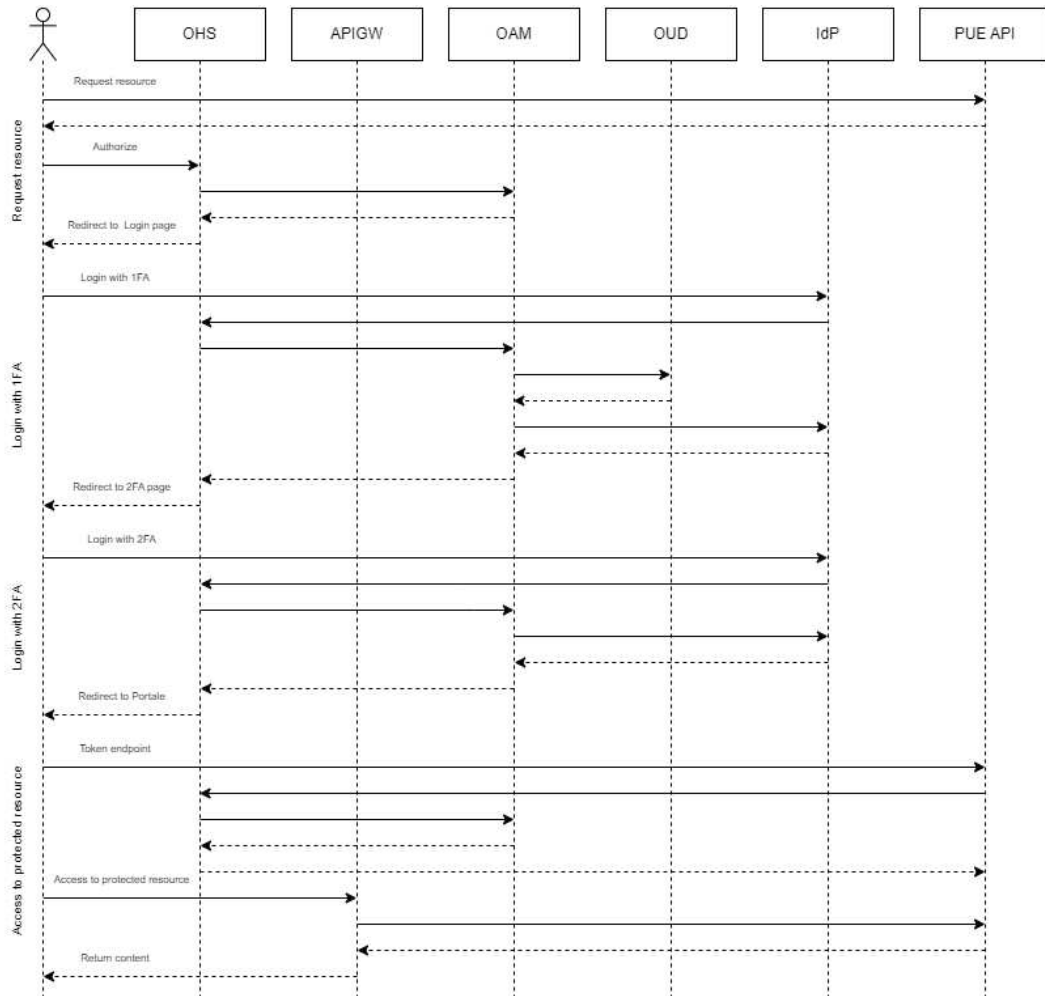 OHS
APIGW
OAM
OUD
IdP
PUE API
Request resource
Request resource
Authorize
Redirect to Login page
Login with 1FA
Login with 1FA
Redirect to 2FA page
Login with 2FA
Login with 2FA
Redirect to Portale
Token endpoint
Access to protected resource
Access to protected resource
Return content